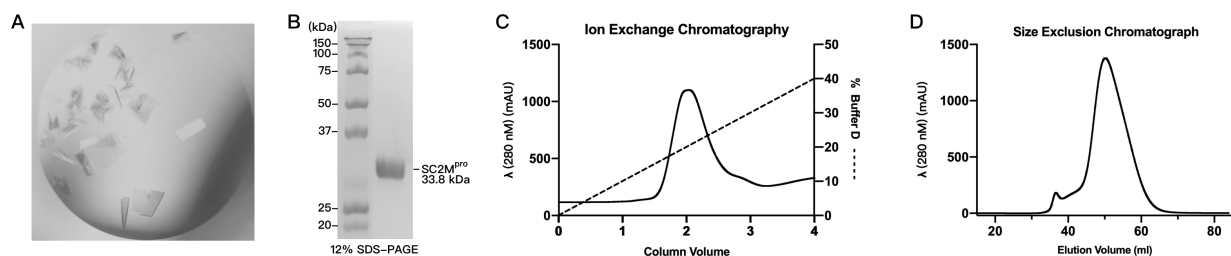 A
B
(kDa)
150
100
75
50
37
25
20
SC2Mpro
33.8 kDa
12% SDS–PAGE
C
Ion Exchange Chromatography
λ (280 nM) (mAU)
1500
1000
500
0
50
40
30
20
10
0
% Buffer D
0 1 2 3 4
Column Volume
D
Size Exclusion Chromatograph
λ (280 nM) (mAU)
1500
1000
500
0
20 40 60 80
Elution Volume (ml)